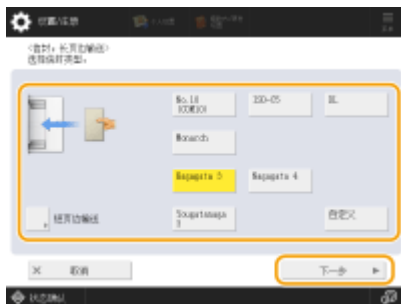 设置/注册
<信封: 长页边输送>
选择信封类型。
No.10
(COM10)
ISO-C5
DL
Monarch
Nagagata 3
Nagagata 4
短页边输送
Yougatanaga
3
自定义
× 取消
下一步
状态确认